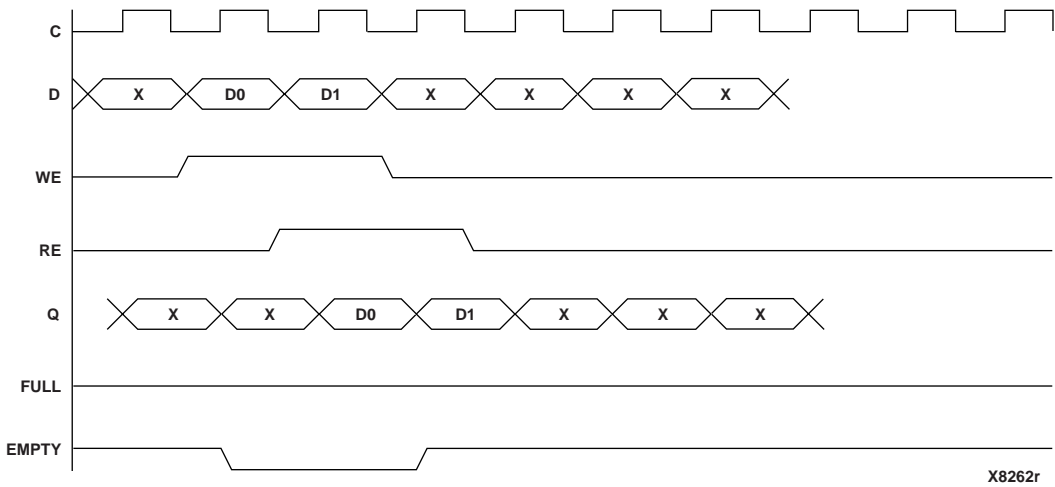 C
D X D0 D1 X X X X
WE
RE
Q X X D0 D1 X X X
FULL
EMPTY
X8262r